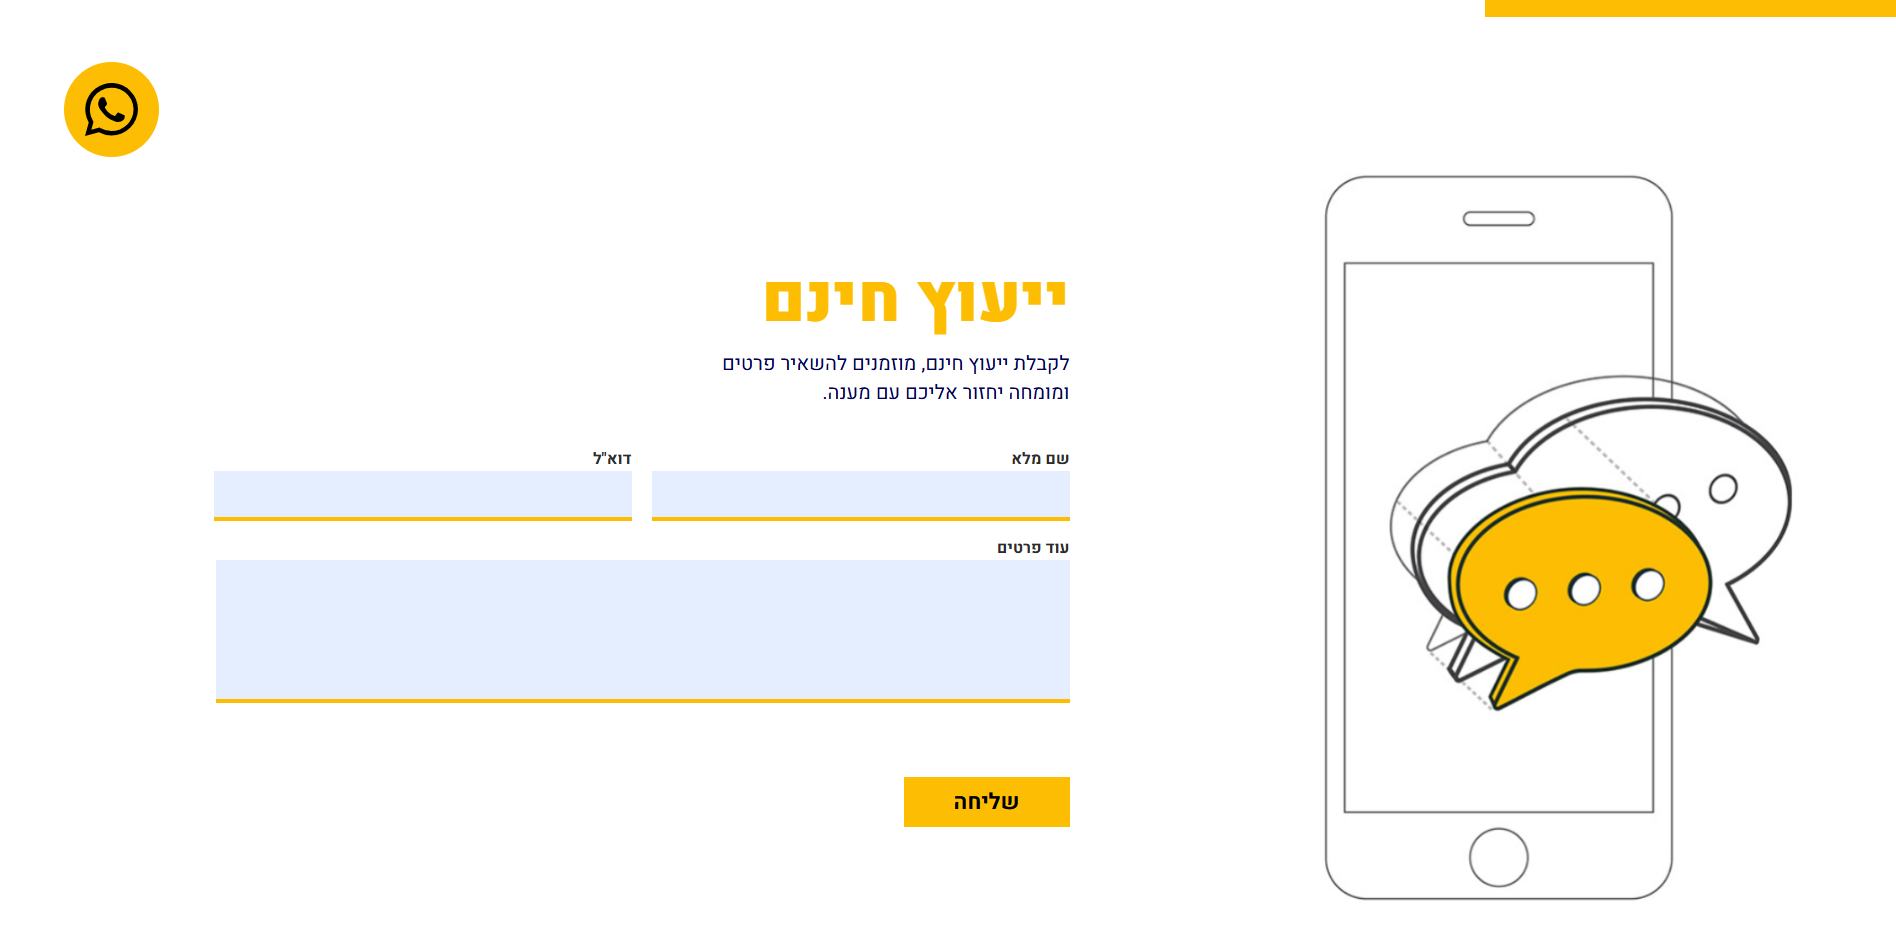 ייעוץ חינם
לקבלת ייעוץ חינם, מוזמנים להשאיר פרטים
ומומחה יחזור אליכם עם מענה.
שם מלא
דוא"ל
עוד פרטים
שליחה